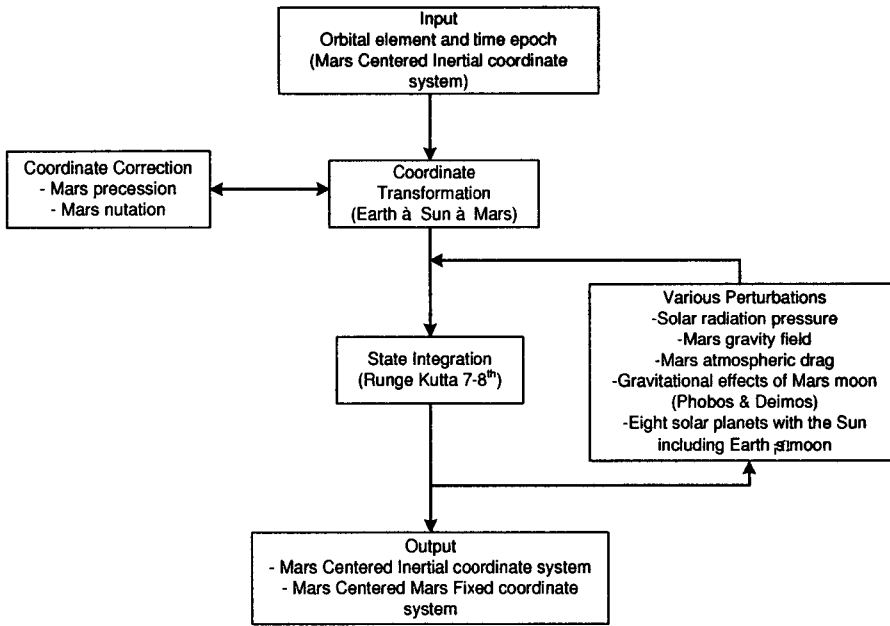 Input
Orbital element and time epoch
(Mars Centered Inertial coordinate
system)
Coordinate Correction
- Mars precession
- Mars nutation
Coordinate
Transformation
(Earth à Sun à Mars)
Various Perturbations
-Solar radiation pressure
-Mars gravity field
-Mars atmospheric drag
-Gravitational effects of Mars moon
(Phobos & Deimos)
-Eight solar planets with the Sun
including Earth moon
State Integration
(Runge Kutta 7-8th)
Output
- Mars Centered Inertial coordinate system
- Mars Centered Mars Fixed coordinate
system